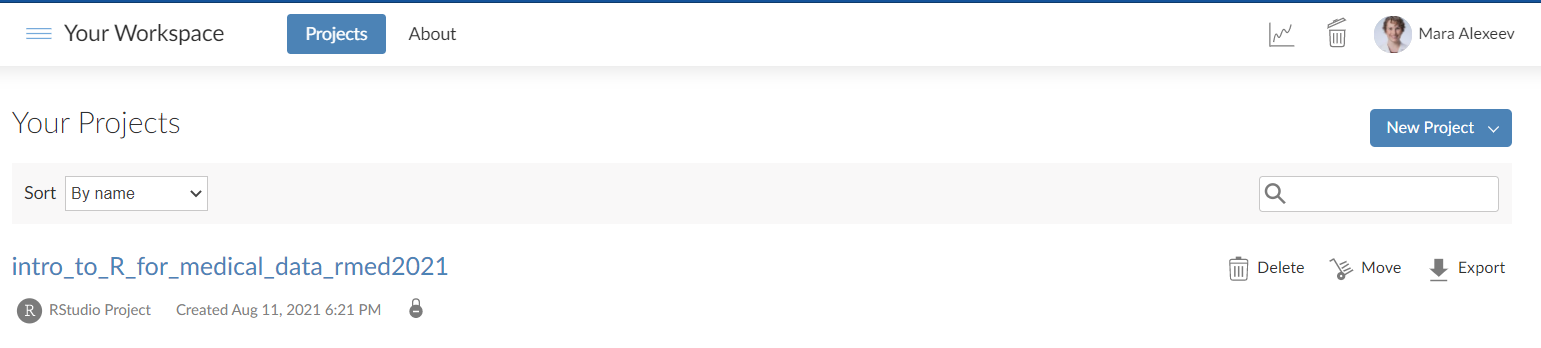 Your Workspace Projects About Mara Alexeev
Your Projects
New Project
Sort By name
intro_to_R_for_medical_data_rmed2021
Delete Move Export
R RStudio Project Created Aug 11, 2021 6:21 PM